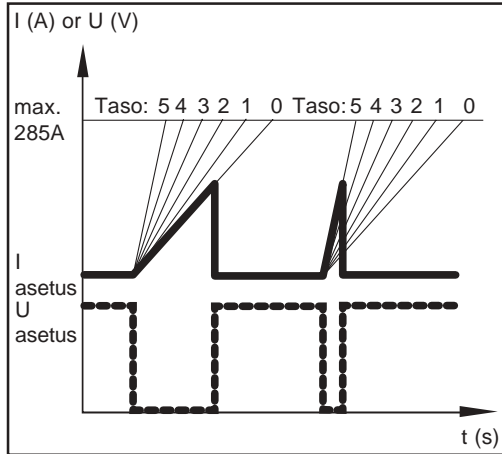 I (A) or U (V)
max. Taso: 5 4 3 2 1 0 Taso: 5 4 3 2 1 0
285A
I
asetus
U
asetus
t (s)